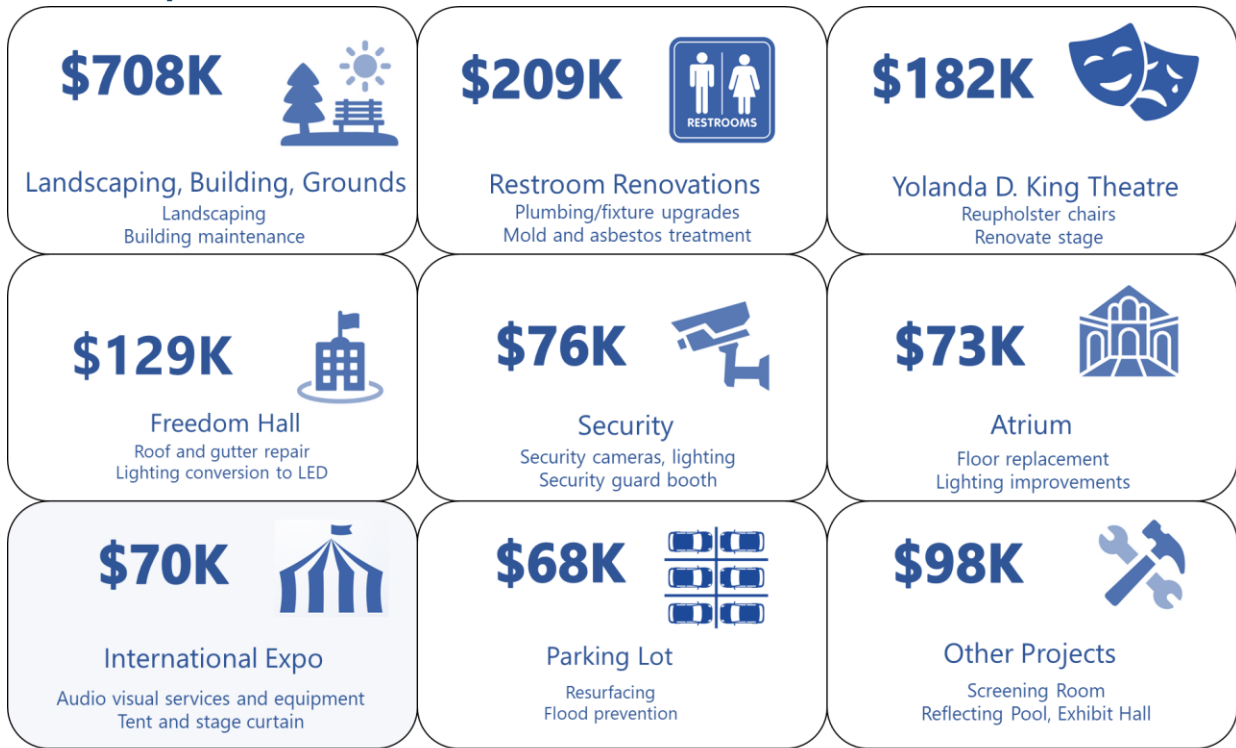 $708K
Landscaping, Building, Grounds
Landscaping
Building maintenance
$209K
RESTROOMS
Restroom Renovations
Plumbing/fixture upgrades
Mold and asbestos treatment
$182K
Yolanda D. King Theatre
Reupholster chairs
Renovate stage
$129K
Freedom Hall
Roof and gutter repair
Lighting conversion to LED
$76K
Security
Security cameras, lighting
Security guard booth
$73K
Atrium
Floor replacement
Lighting improvements
$70K
International Expo
Audio visual services and equipment
Tent and stage curtain
$68K
Parking Lot
Resurfacing
Flood prevention
$98K
Other Projects
Screening Room
Reflecting Pool, Exhibit Hall